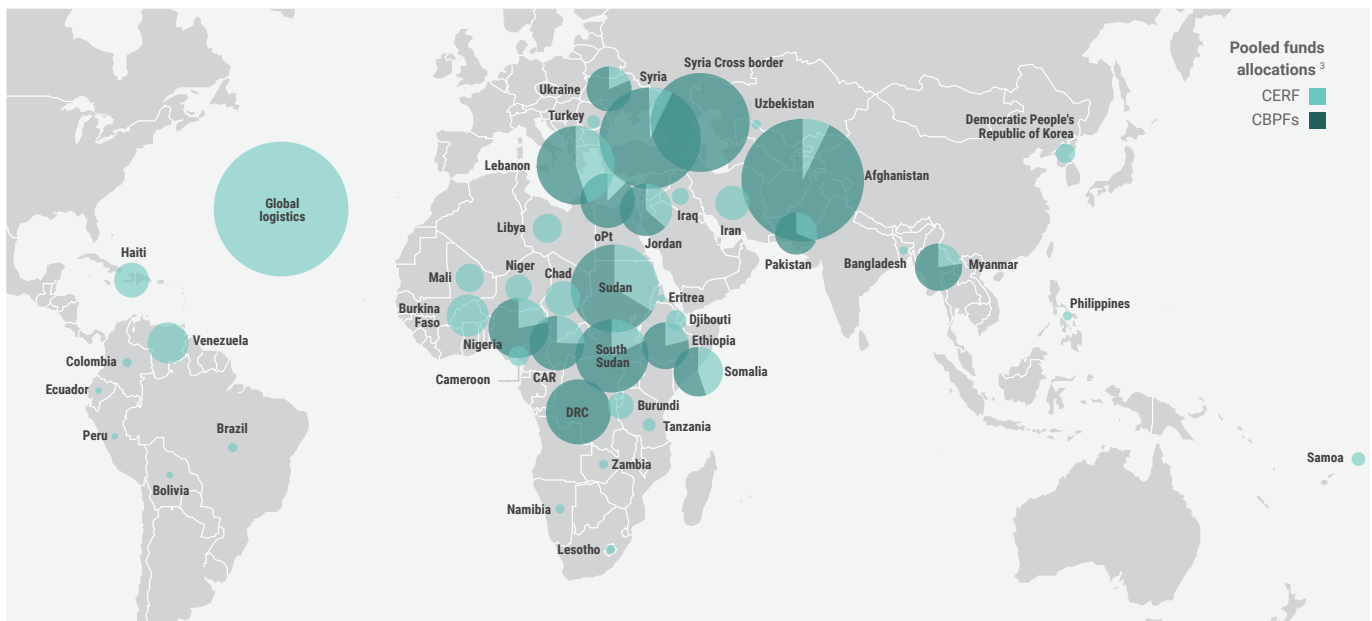 Pooled funds
allocations 3
CERF
CBPFs
Syria Cross border
Syria
Ukraine
Uzbekistan
Turkey
Democratic People's
Republic of Korea
Lebanon
Afghanistan
Global
logistics
Iraq
Iran
Libya
oPt
Jordan
Haiti
Pakistan
Bangladesh
Myanmar
Mali
Niger
Chad
Sudan
Eritrea
Philippines
Burkina
Faso
Djibouti
Venezuela
Nigeria
Ethiopia
South
Sudan
Colombia
Cameroon
CAR
Somalia
Ecuador
DRC
Burundi
Tanzania
Peru
Brazil
Samoa
Zambia
Bolivia
Namibia
Lesotho